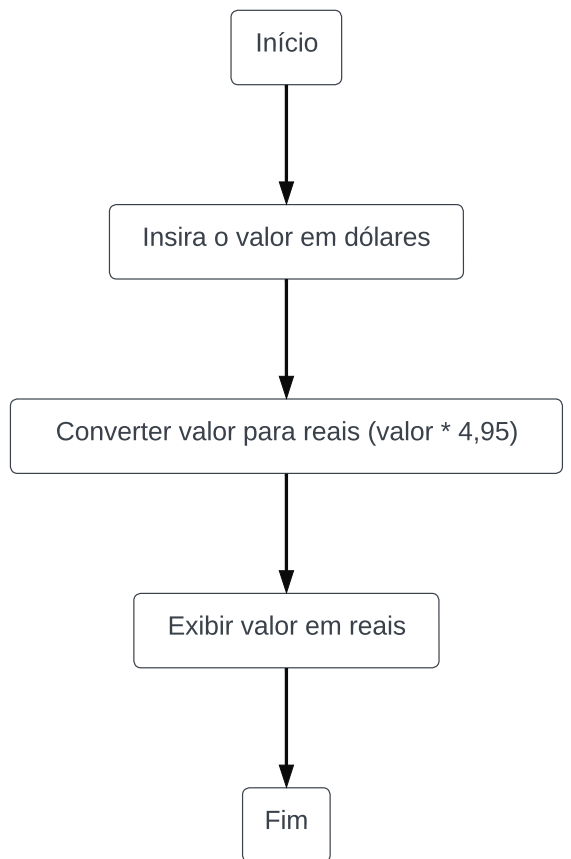 Início
Insira o valor em dólares
Converter valor para reais (valor * 4,95)
Exibir valor em reais
Fim